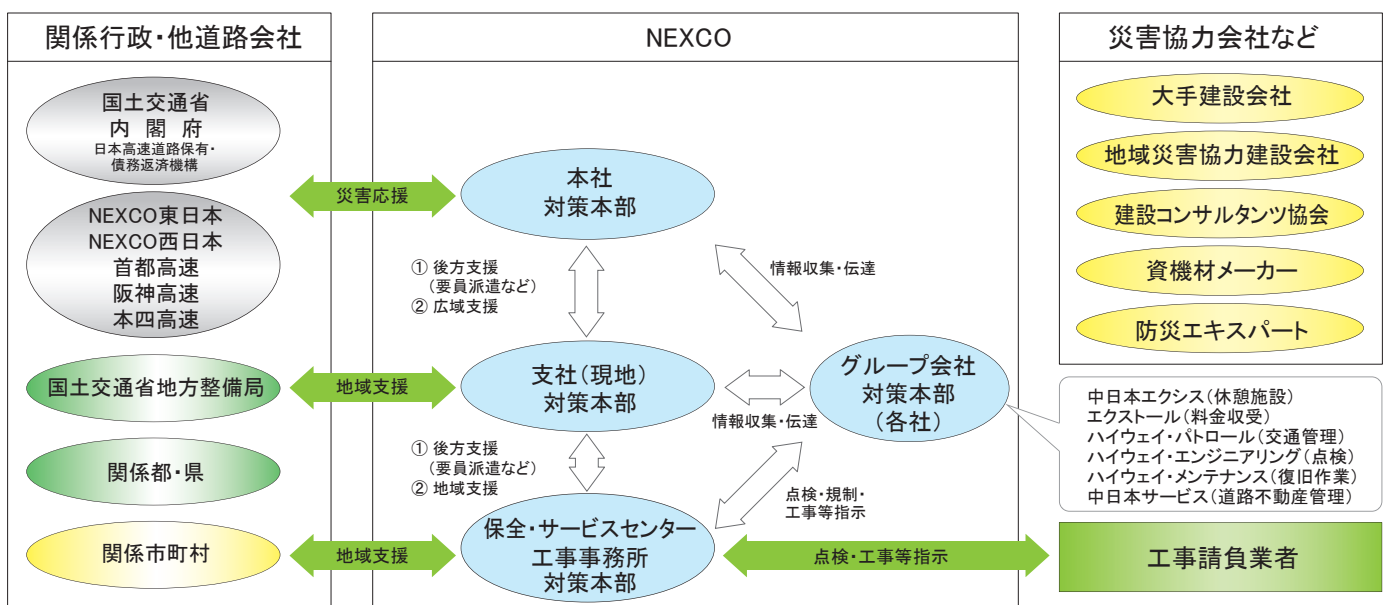 関係行政・他道路会社
国土交通省
内閣府
日本高速道路保有・
債務返済機構
NEXCO東日本
NEXCO西日本
首都高速
阪神高速
本四高速
国土交通省地方整備局
関係都・県
関係市町村
災害応援
地域支援
地域支援
NEXCO
本社
対策本部
① 後方支援
(要員派遣など)
② 広域支援
情報収集・伝達
支社(現地)
対策本部
情報収集・伝達
グループ会社
対策本部
(各社)
① 後方支援
(要員派遣など)
② 地域支援
点検・規制・
工事等指示
保全・サービスセンター
工事事務所
対策本部
点検・工事等指示
災害協力会社など
大手建設会社
地域災害協力建設会社
建設コンサルタンツ協会
資機材メーカー
防災エキスパート
中日本エクシス(休憩施設)
エクストール(料金収受)
ハイウェイ・パトロール(交通管理)
ハイウェイ・エンジニアリング(点検)
ハイウェイ・メンテナンス(復旧作業)
中日本サービス(道路不動産管理)
工事請負業者